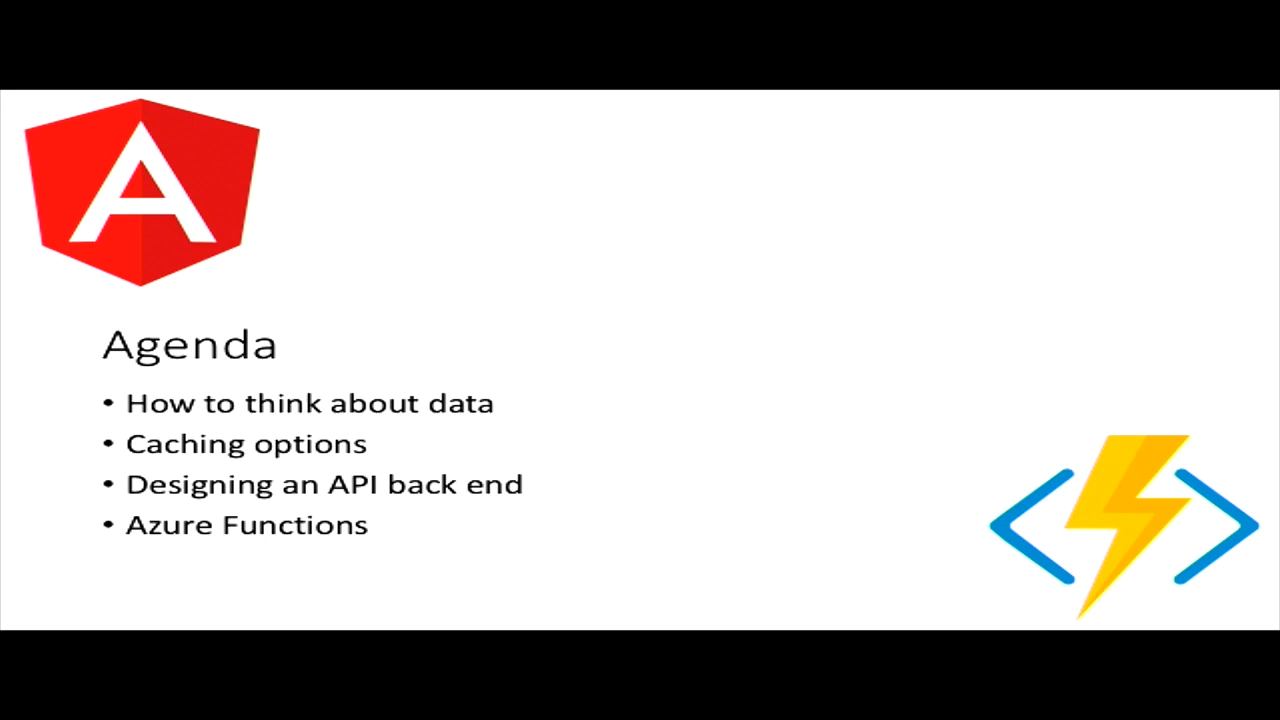 A
Agenda
• How to think about data
• Caching options
• Designing an API back end
• Azure Functions